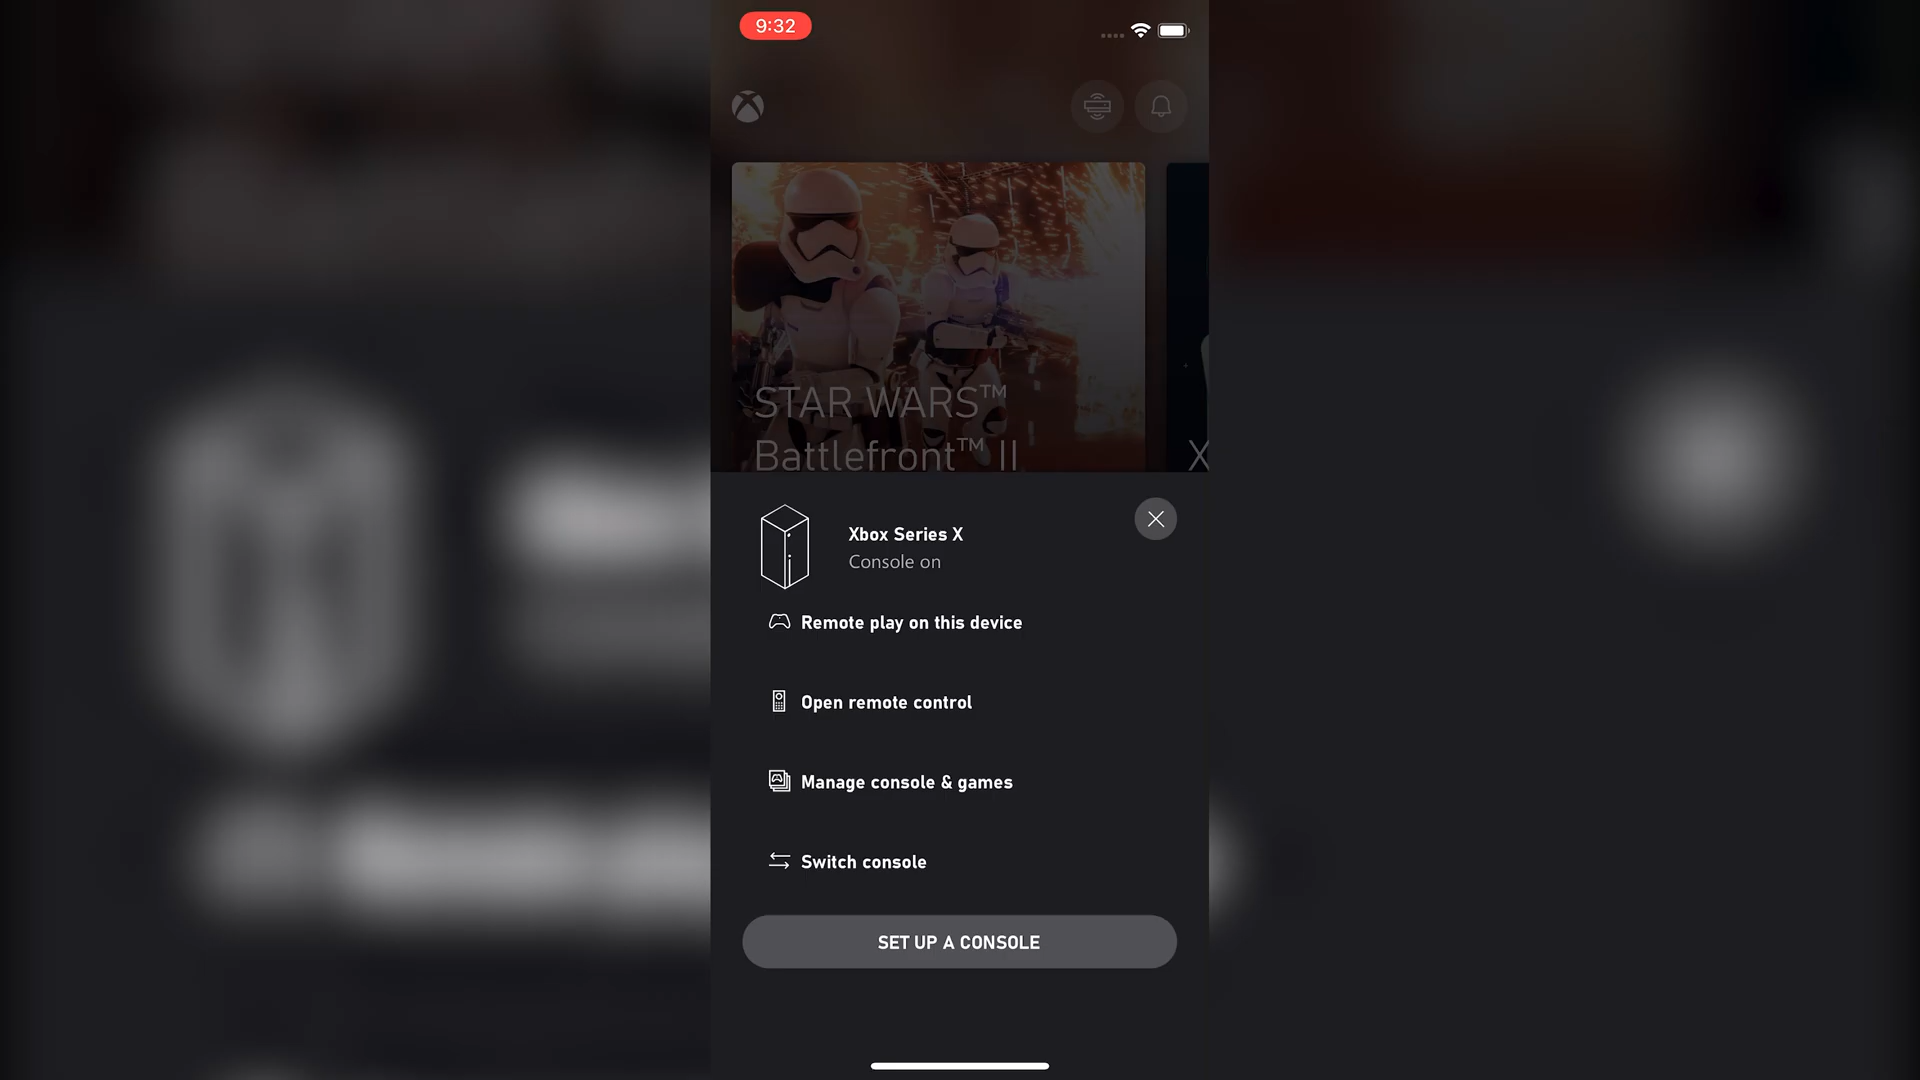 9:32
STAR WARS™
Battlefront™ II
X
Xbox Series X
Console on
Remote play on this device
Open remote control
Manage console & games
Switch console
SET UP A CONSOLE